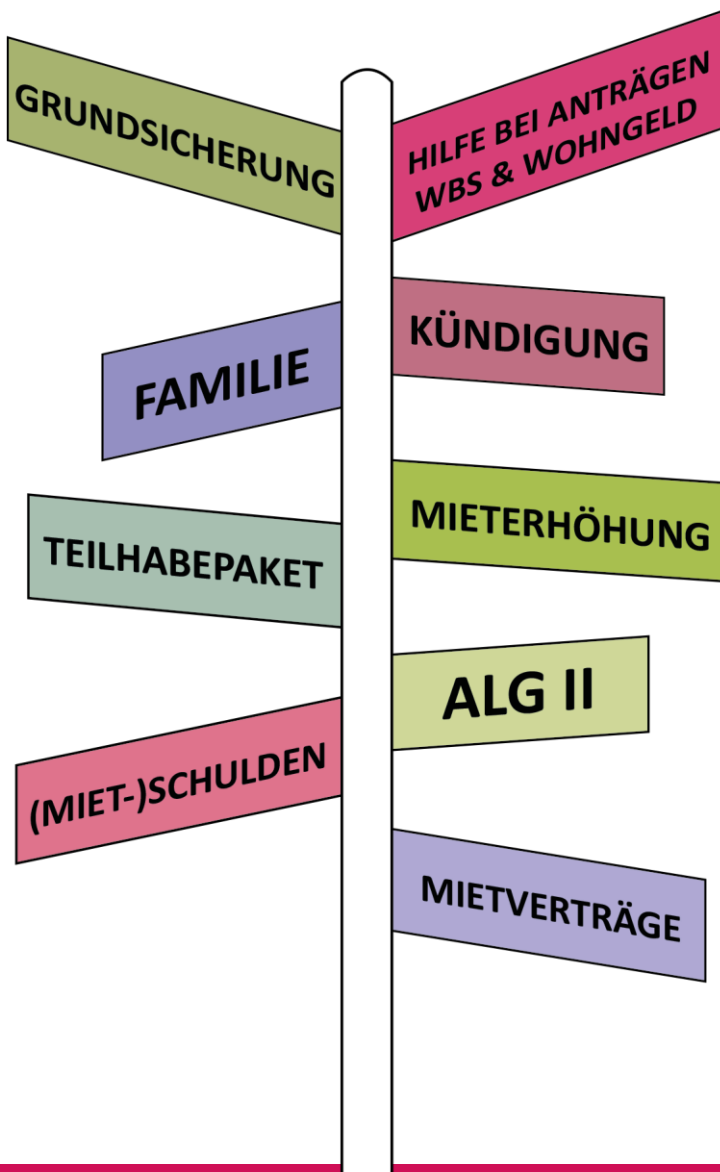 GRUNDSICHERUNG
HILFE BEI ANTRÄGEN
WBS & WOHNGELD
KÜNDIGUNG
FAMILIE
MIETERHÖHUNG
TEILHABEPAKET
ALG II
(MIET-)SCHULDEN
MIETVERTRÄGE